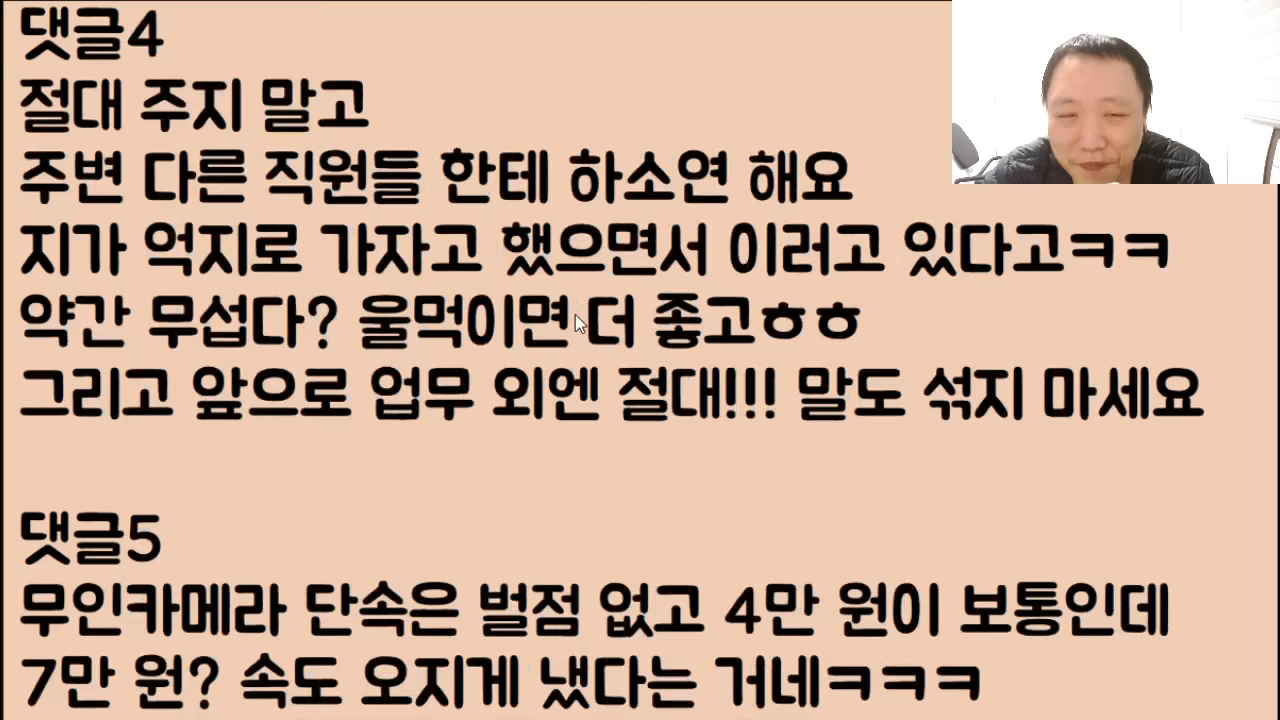 댓글4
절대 주지 말고
주변 다른 직원들 한테 하소연 해요
지가 억지로 가자고 했으면서 이러고 있다고ㅋㅋ
약간 무섭다? 울먹이면 더 좋고ㅎㅎ
그리고 앞으로 업무 외엔 절대!!! 말도 섞지 마세요
댓글5
무인카메라 단속은 벌점 없고 4만 원이 보통인데
7만 원? 속도 오지게 냈다는 거네ㅋㅋㅋ